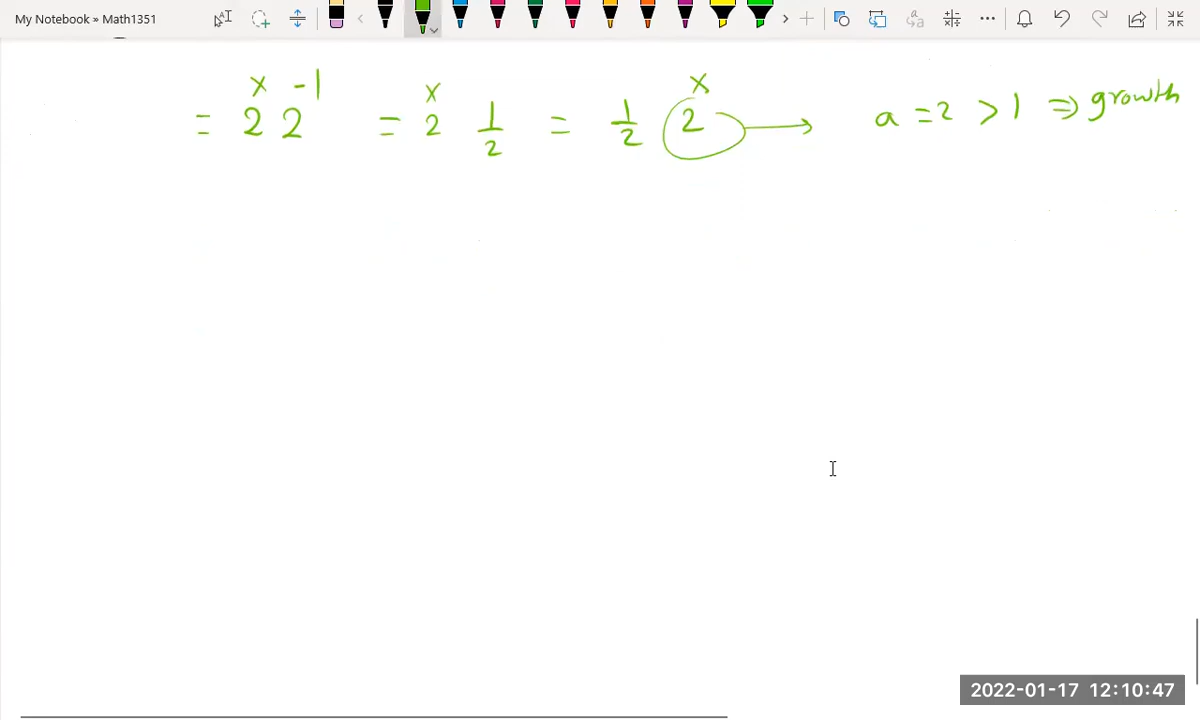 My Notebook » Math1351
= 2^x 2^-1 = 2^x 1/2 = 1/2 2^x → a = 2 > 1 ⇒ growth
2022-01-17 12:10:47